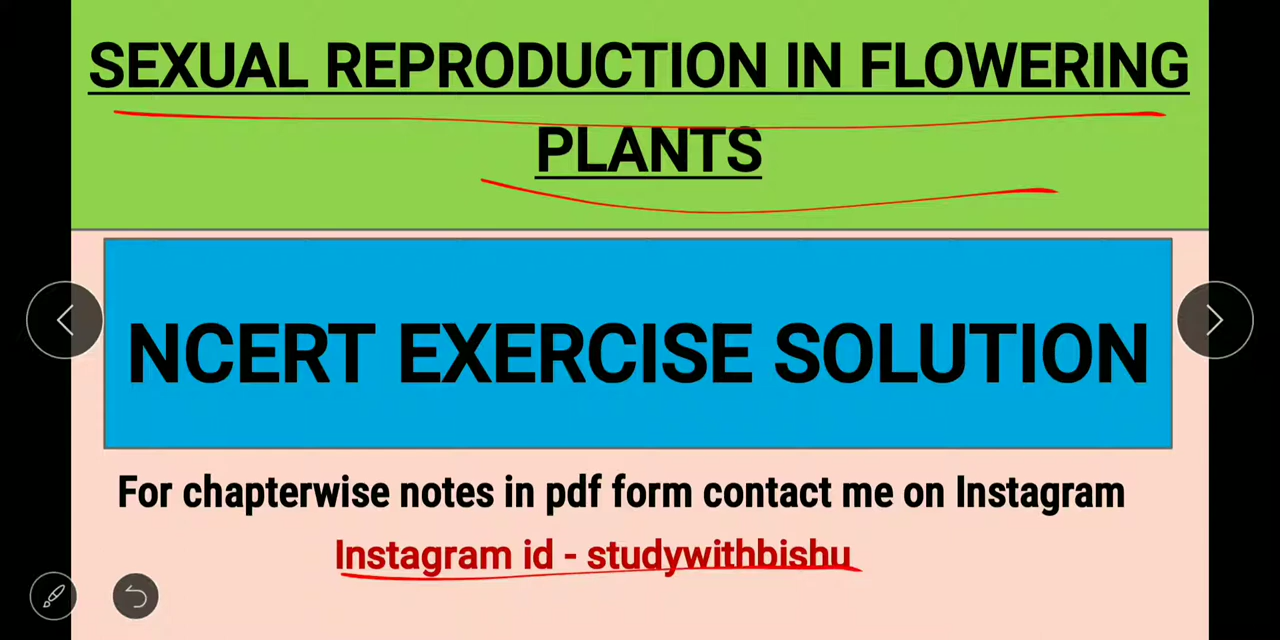 SEXUAL REPRODUCTION IN FLOWERING
PLANTS
NCERT EXERCISE SOLUTION
For chapterwise notes in pdf form contact me on Instagram
Instagram id - studywithbishu